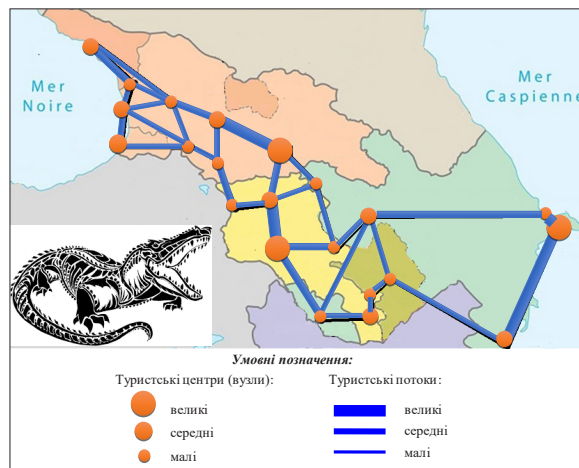 Mer
Noire
Mer
Caspienne
Умовні позначення:
Туристські центри (вузли):
Туристські потоки:
великі
великі
середні
середні
малі
малі